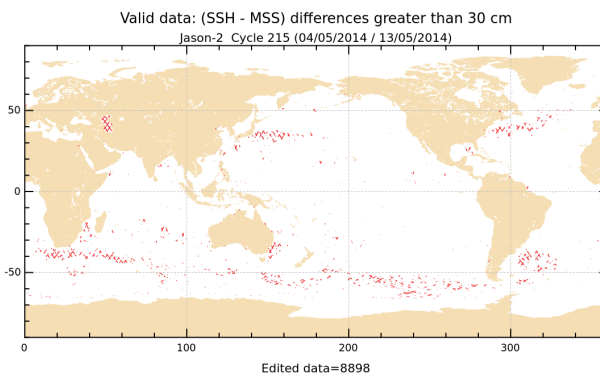 Valid data: (SSH - MSS) differences greater than 30 cm
Jason-2 Cycle 215 (04/05/2014 / 13/05/2014)
50
0
-50
0 100 200 300
Edited data=8898